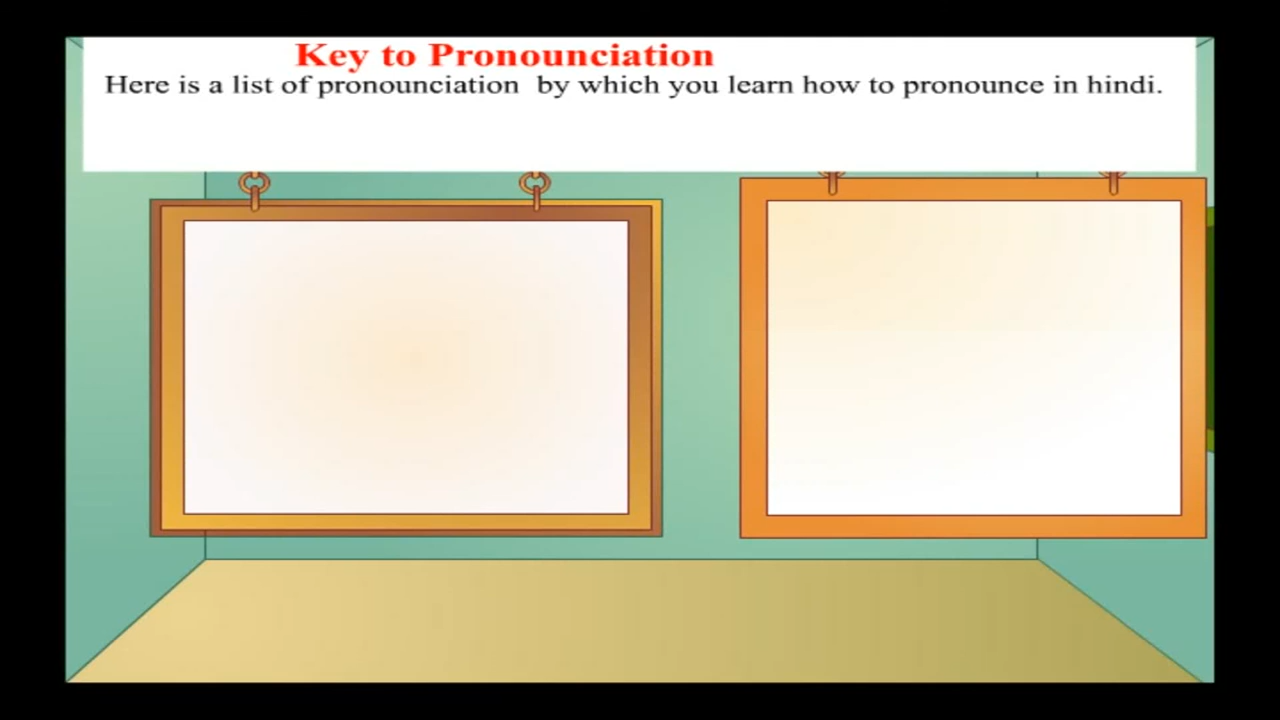 Key to Pronounciation
Here is a list of pronounciation by which you learn how to pronounce in hindi.